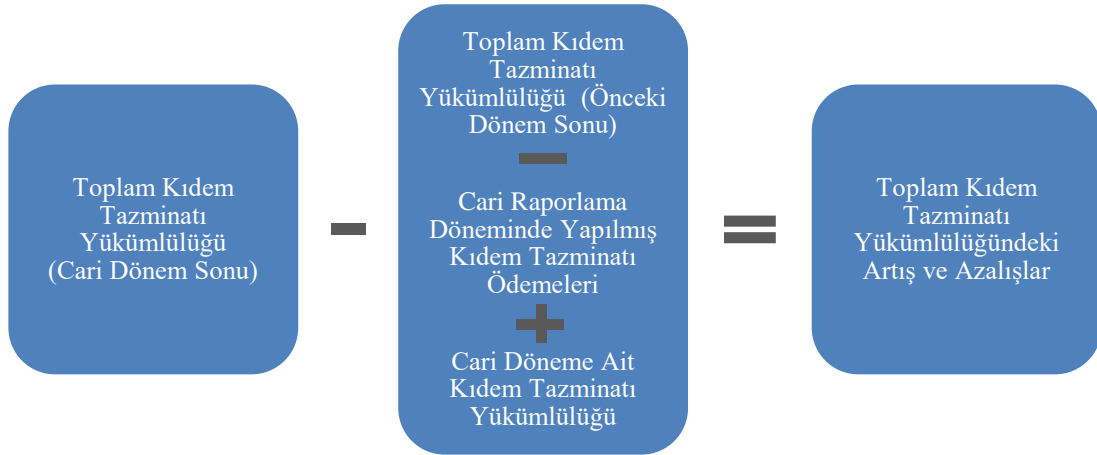 Toplam Kıdem
Tazminatı
Yükümlülüğü
(Cari Dönem Sonu)
Toplam Kıdem
Tazminatı
Yükümlülüğü (Önceki
Dönem Sonu)
Cari Raporlama
Döneminde Yapılmış
Kıdem Tazminatı
Ödemeleri
Cari Döneme Ait
Kıdem Tazminatı
Yükümlülüğü
Toplam Kıdem
Tazminatı
Yükümlülüğündeki
Artış ve Azalışlar